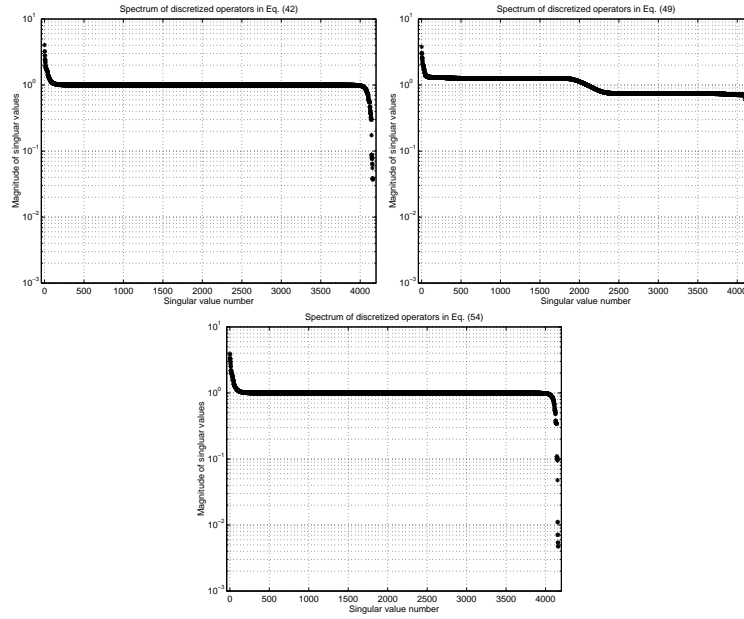 Spectrum of discretized operators in Eq. (42)
Magnitude of singluar values
10^1
10^0
10^−1
10^−2
10^−3
0 500 1000 1500 2000 2500 3000 3500 4000
Singular value number
Spectrum of discretized operators in Eq. (49)
Magnitude of singluar values
10^1
10^0
10^−1
10^−2
10^−3
0 500 1000 1500 2000 2500 3000 3500 4000
Singular value number
Spectrum of discretized operators in Eq. (54)
Magnitude of singluar values
10^1
10^0
10^−1
10^−2
10^−3
0 500 1000 1500 2000 2500 3000 3500 4000
Singular value number